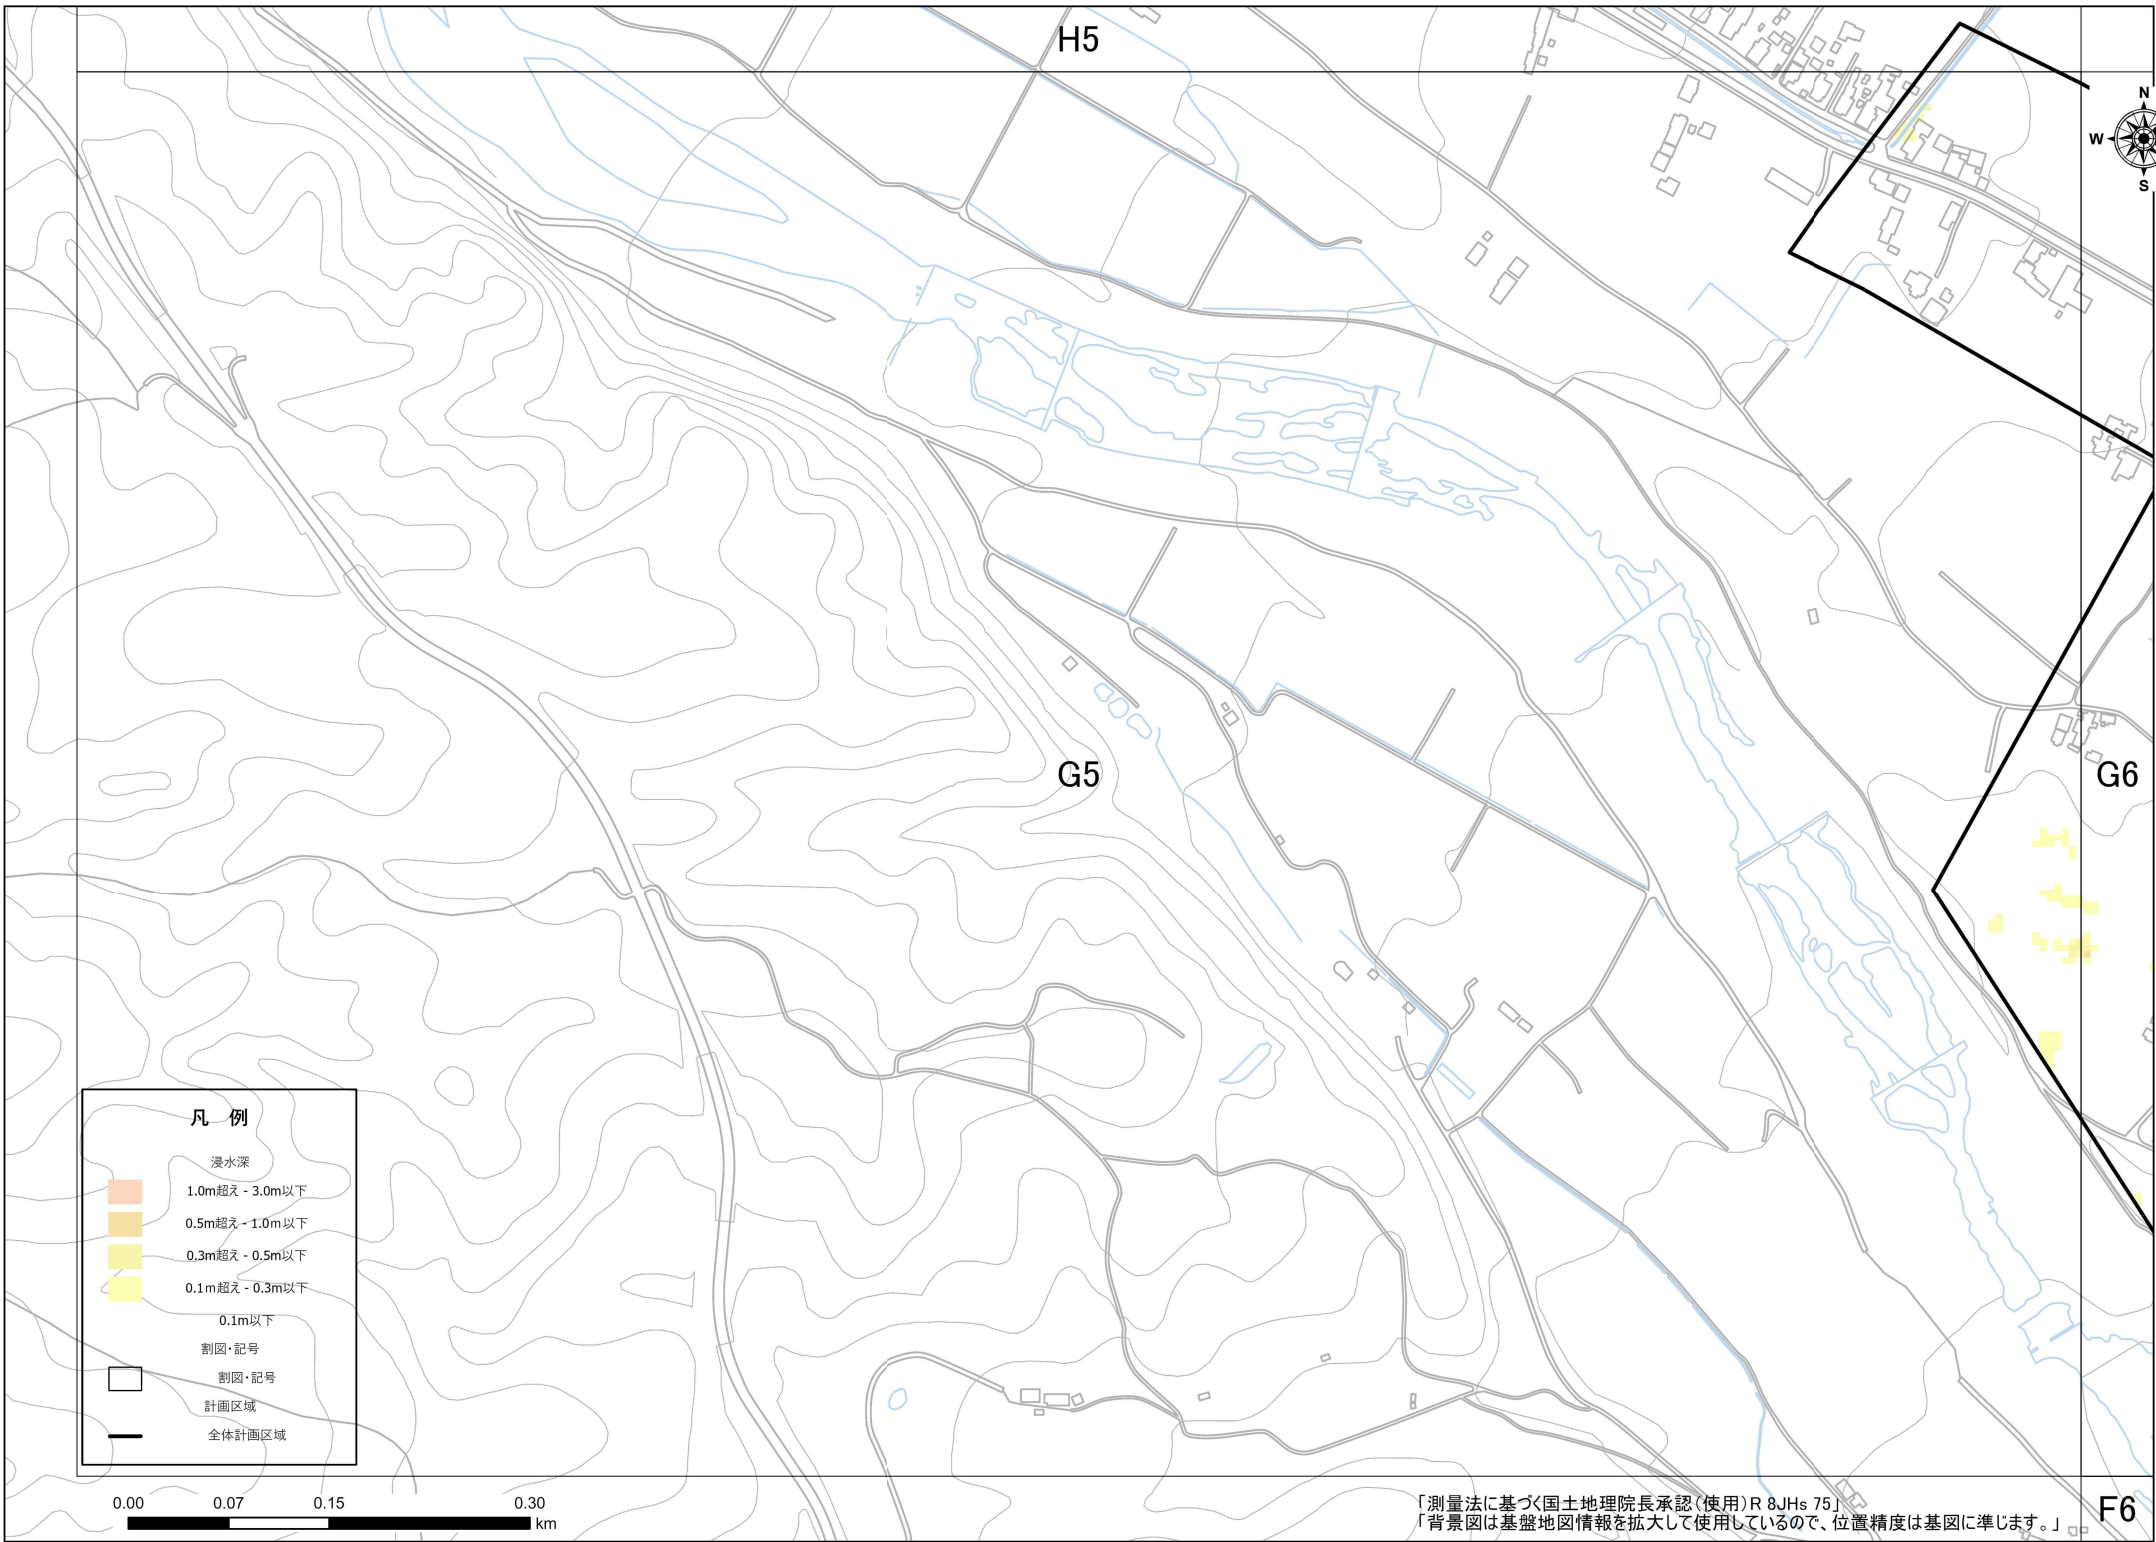 H5
N
W
S
G5
G6
凡 例
浸水深
1.0m超え - 3.0m以下
0.5m超え - 1.0m以下
0.3m超え - 0.5m以下
0.1m超え - 0.3m以下
0.1m以下
割図・記号
割図・記号
計画区域
全体計画区域
0.00 0.07 0.15 0.30
km
「測量法に基づく国土地理院長承認(使用)R 8JHs 75」
「背景図は基盤地図情報を拡大して使用しているので、位置精度は基図に準じます。」
F6